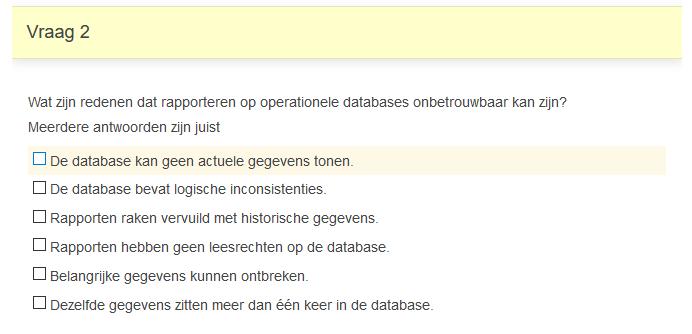 Vraag 2
Wat zijn redenen dat rapporteren op operationele databases onbetrouwbaar kan zijn?
Meerdere antwoorden zijn juist
De database kan geen actuele gegevens tonen.
De database bevat logische inconsistenties.
Rapporten raken vervuild met historische gegevens.
Rapporten hebben geen leesrechten op de database.
Belangrijke gegevens kunnen ontbreken.
Dezelfde gegevens zitten meer dan één keer in de database.